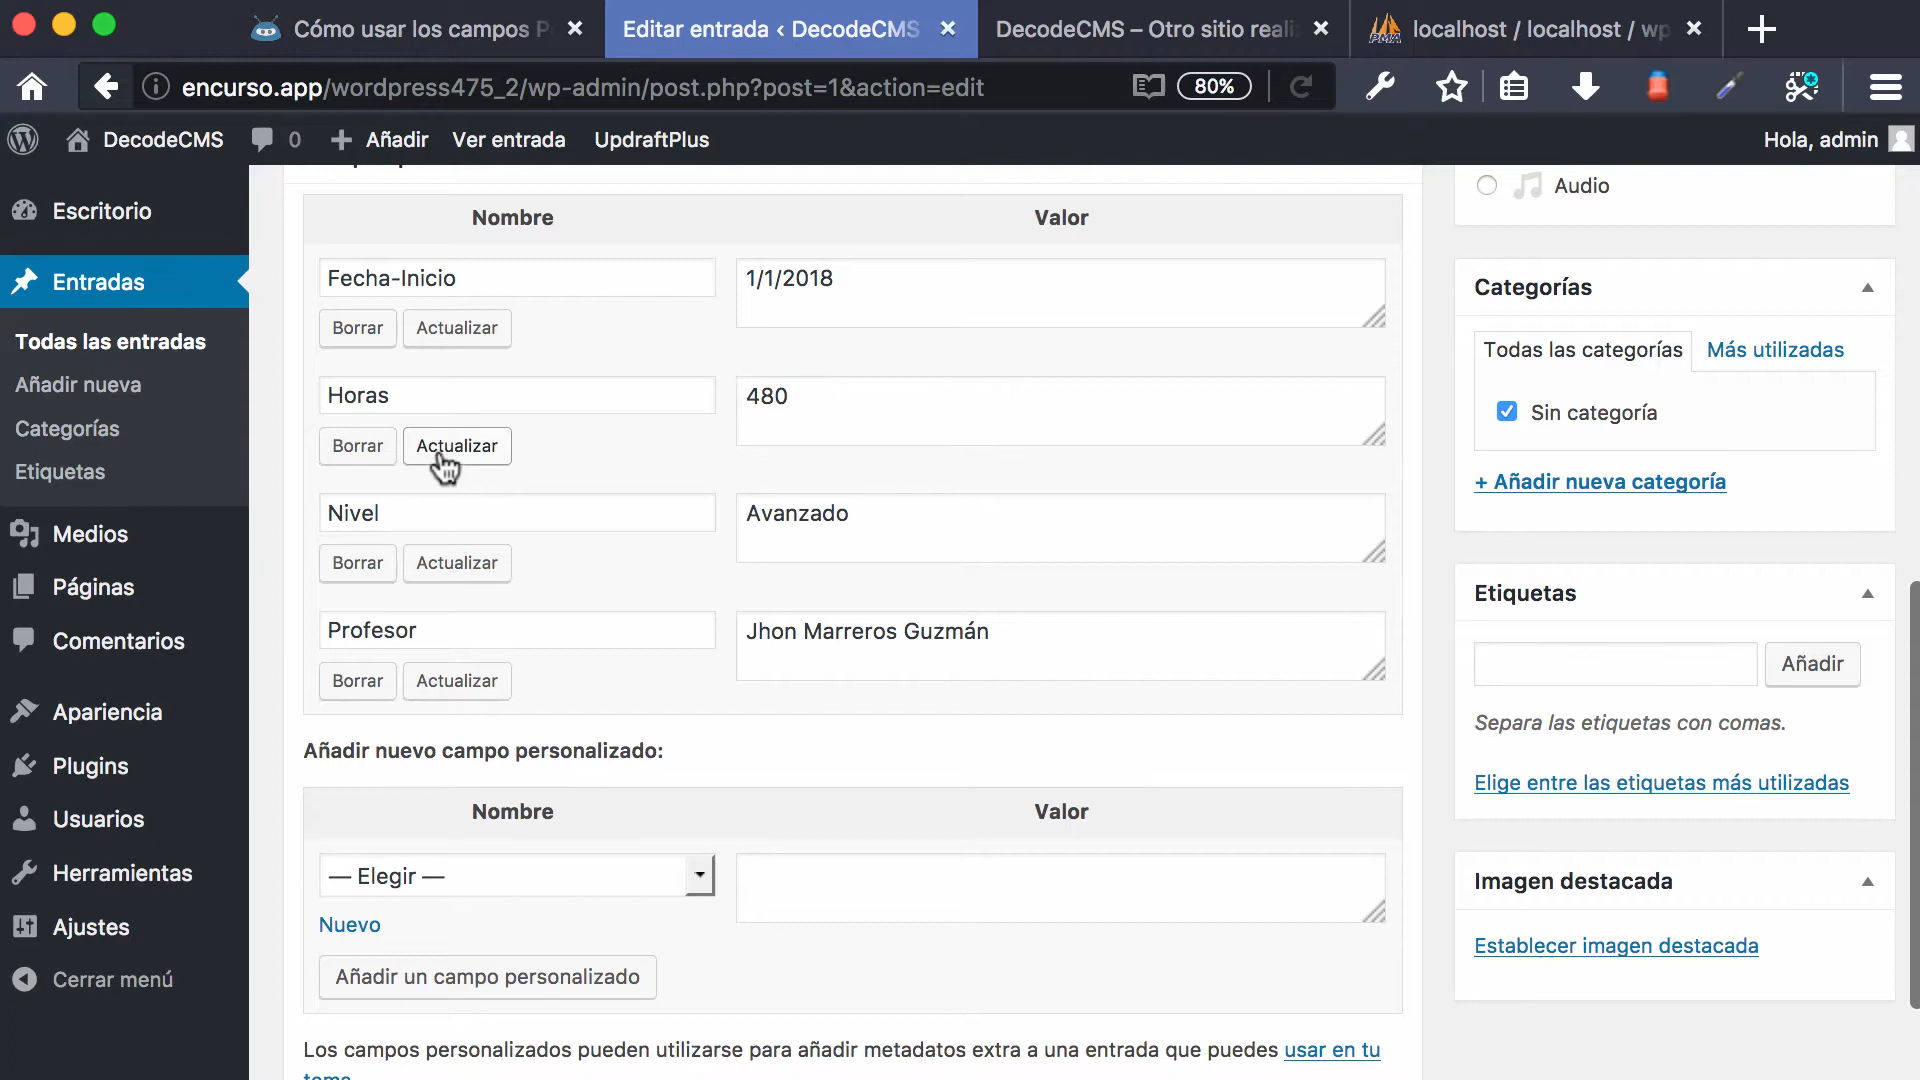 Cómo usar los campos P
Editar entrada ‹ DecodeCMS
DecodeCMS – Otro sitio reali
localhost / localhost / wp
encurso.app/wordpress475_2/wp-admin/post.php?post=1&action=edit
80%
DecodeCMS
0
Añadir
Ver entrada
UpdraftPlus
Hola, admin
Escritorio
Entradas
Todas las entradas
Añadir nueva
Categorías
Etiquetas
Medios
Páginas
Comentarios
Apariencia
Plugins
Usuarios
Herramientas
Ajustes
Cerrar menú
Nombre
Valor
Fecha-Inicio
1/1/2018
Borrar
Actualizar
Horas
480
Borrar
Actualizar
Nivel
Avanzado
Borrar
Actualizar
Profesor
Jhon Marreros Guzmán
Borrar
Actualizar
Añadir nuevo campo personalizado:
Nombre
Valor
— Elegir —
Nuevo
Añadir un campo personalizado
Los campos personalizados pueden utilizarse para añadir metadatos extra a una entrada que puedes usar en tu
tema
Audio
Categorías
Todas las categorías
Más utilizadas
Sin categoría
+ Añadir nueva categoría
Etiquetas
Añadir
Separa las etiquetas con comas.
Elige entre las etiquetas más utilizadas
Imagen destacada
Establecer imagen destacada